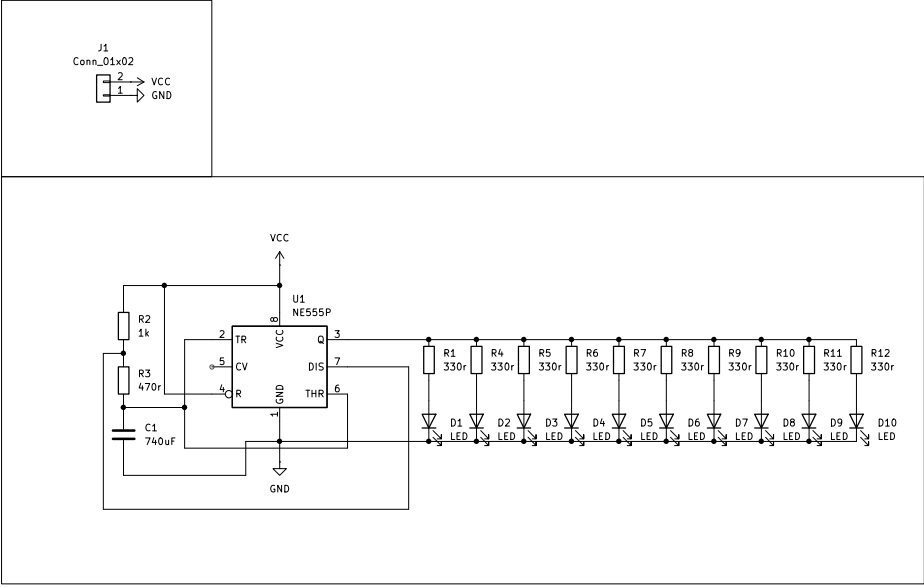 J1
Conn_01x02
2 VCC
1 GND
VCC
U1
NE555P
R2
1k
8
2 TR VCC Q 3
R1 R4 R5 R6 R7 R8 R9 R10 R11 R12
330r 330r 330r 330r 330r 330r 330r 330r 330r 330r
5 CV DIS 7
R3
470r
4 R GND THR 6
1
C1
740uF
D1 D2 D3 D4 D5 D6 D7 D8 D9 D10
LED LED LED LED LED LED LED LED LED LED
GND